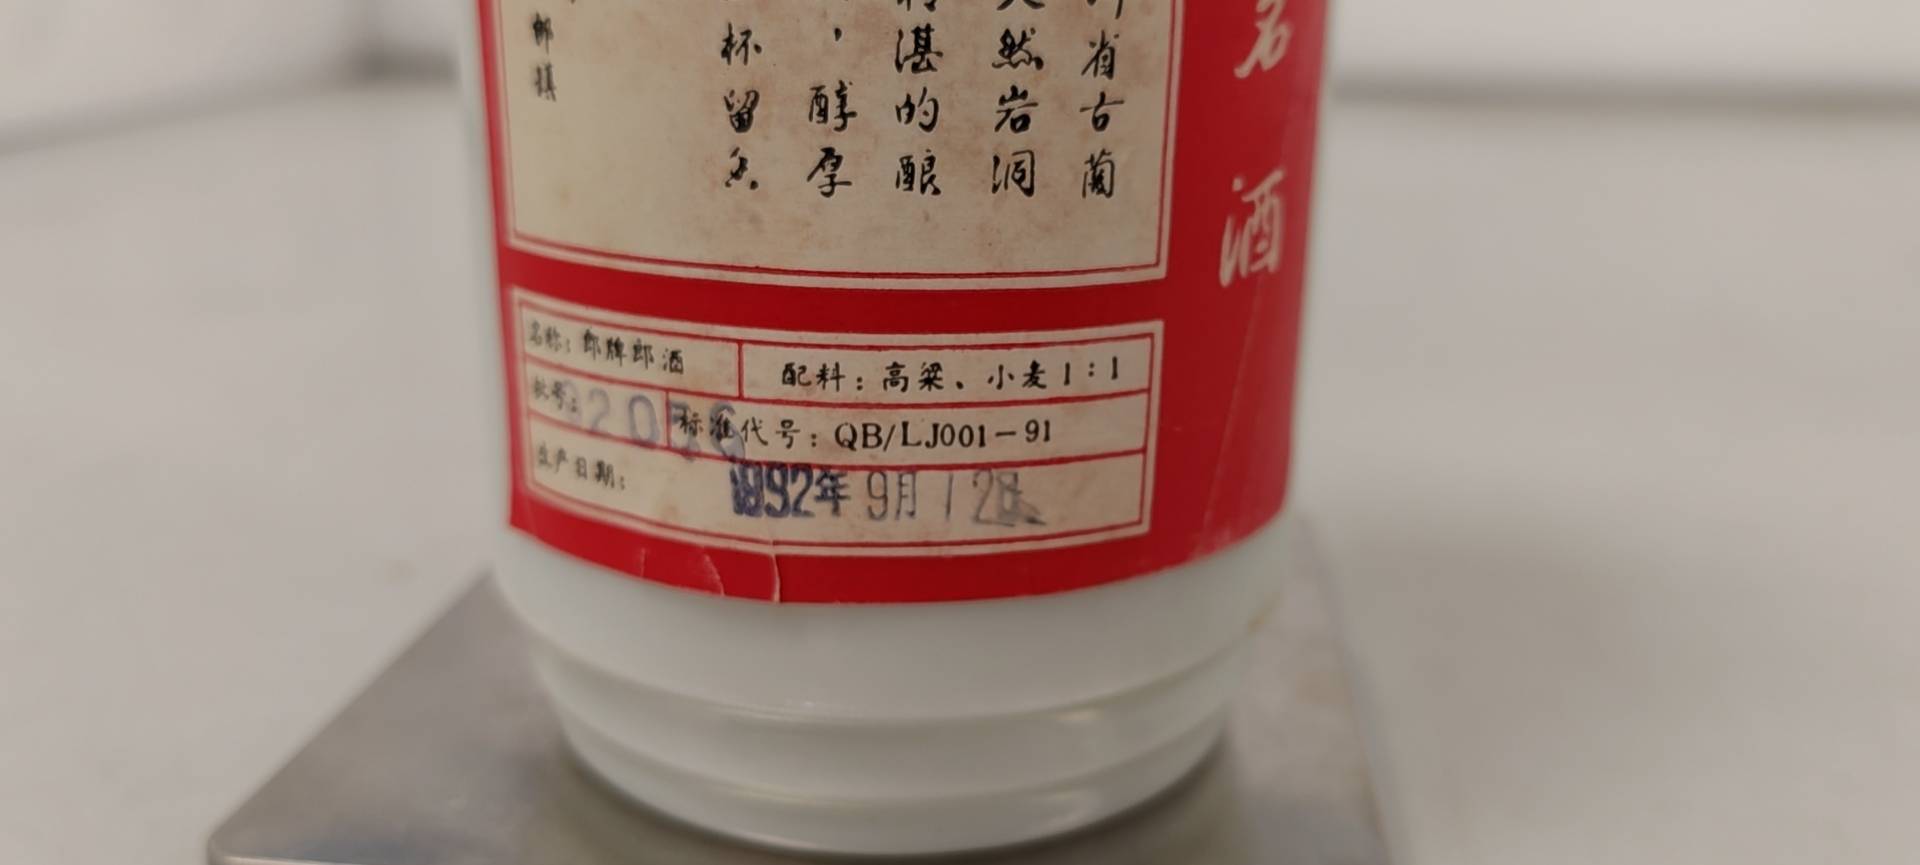 名
酒
省古蔺
然岩洞
湛的酿
，醇厚
杯留香
郎镇
名称：郎牌郎酒
配料：高粱、小麦1：1
批号：
标准代号：QB/LJ001-91
生产日期：
1992年9月12日